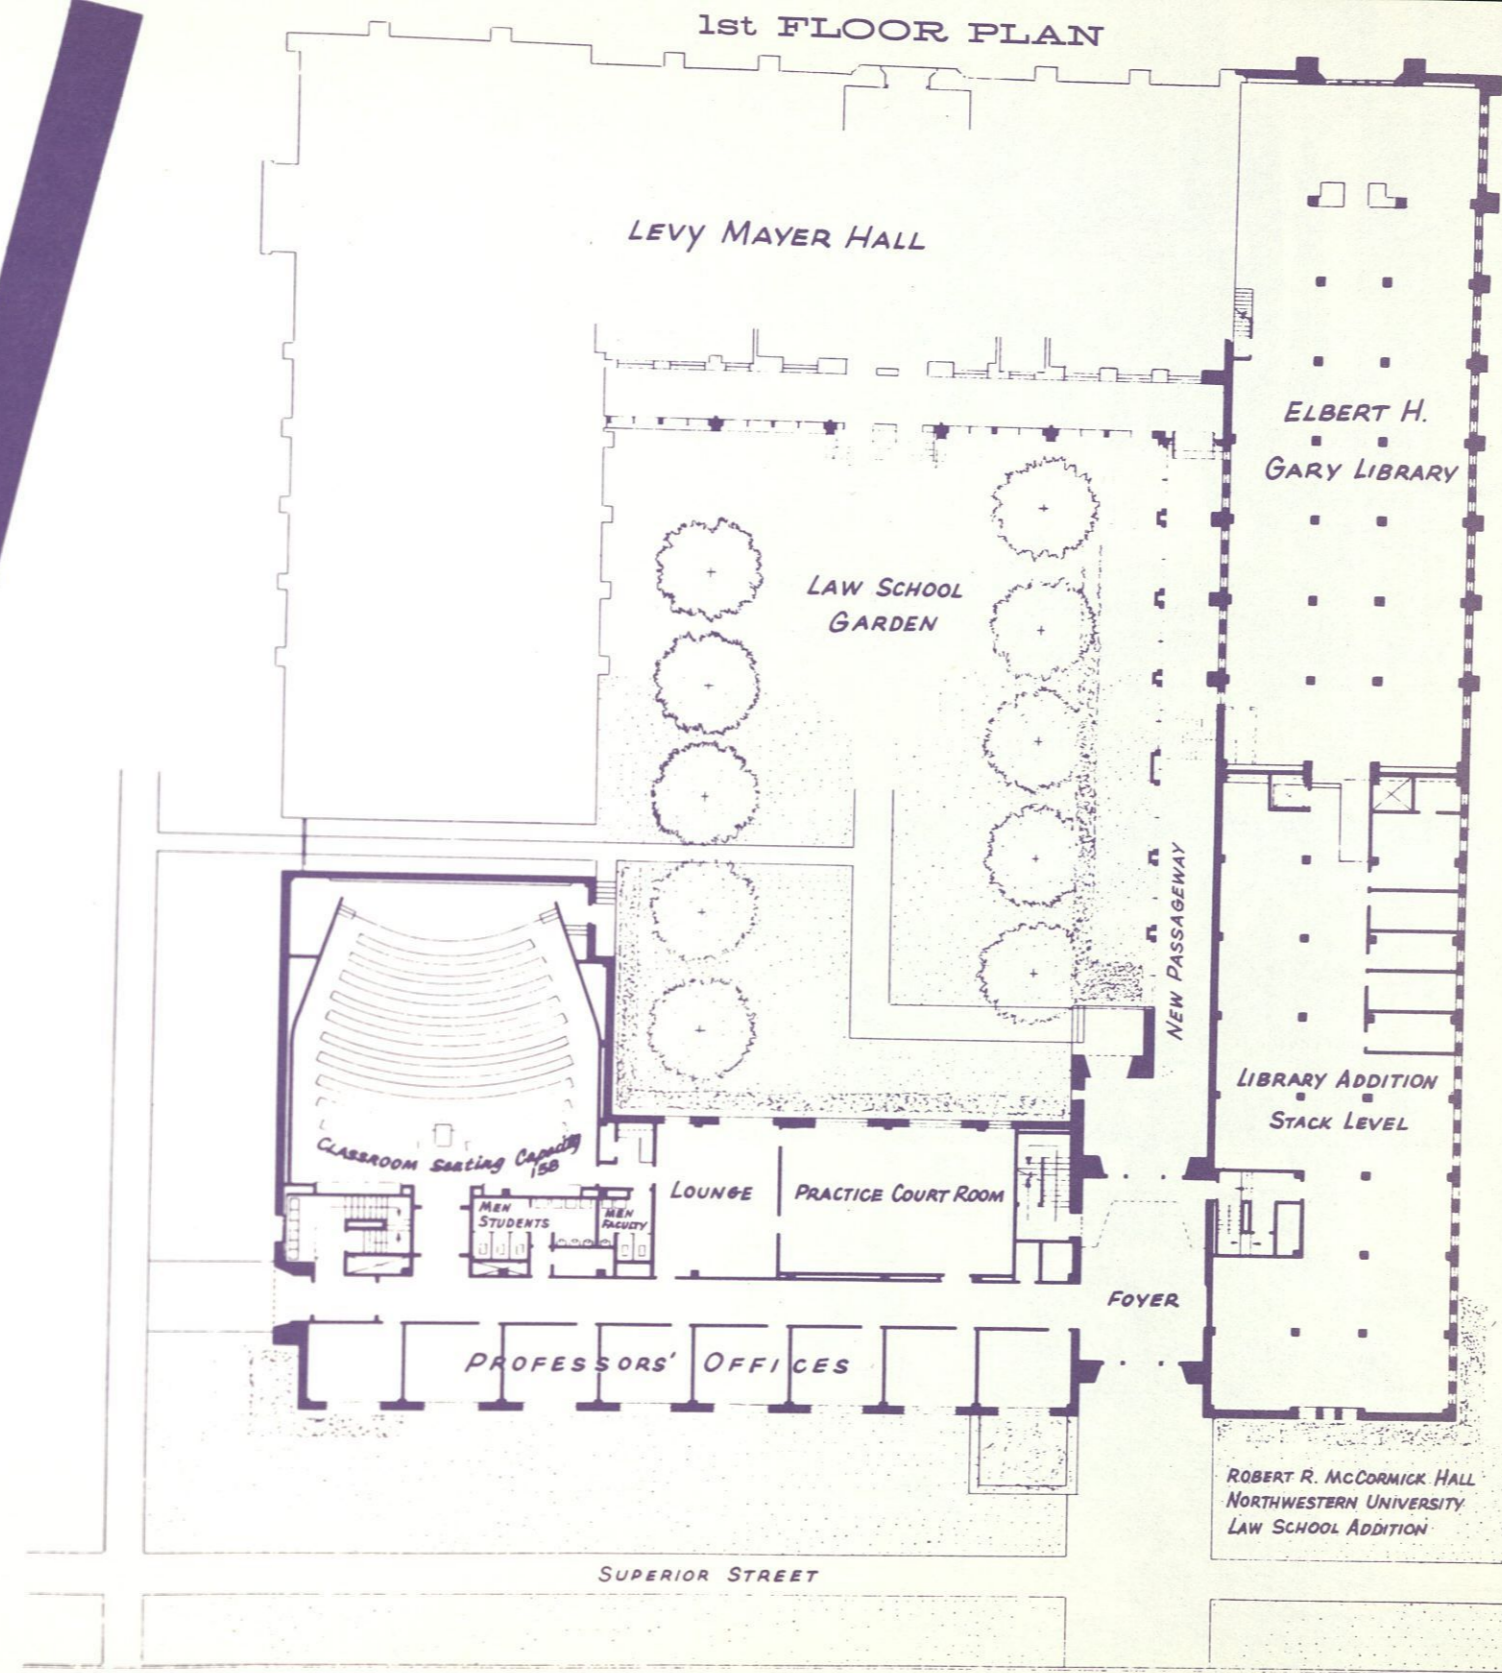 1st FLOOR PLAN
LEVY MAYER HALL
ELBERT H.
GARY LIBRARY
LAW SCHOOL
GARDEN
NEW PASSAGEWAY
LIBRARY ADDITION
STACK LEVEL
CLASSROOM Seating Capacity
158
MEN
STUDENTS
MEN
FACULTY
LOUNGE
PRACTICE COURT ROOM
FOYER
PROFESSORS' OFFICES
ROBERT R. MCCORMICK HALL
NORTHWESTERN UNIVERSITY
LAW SCHOOL ADDITION
SUPERIOR STREET